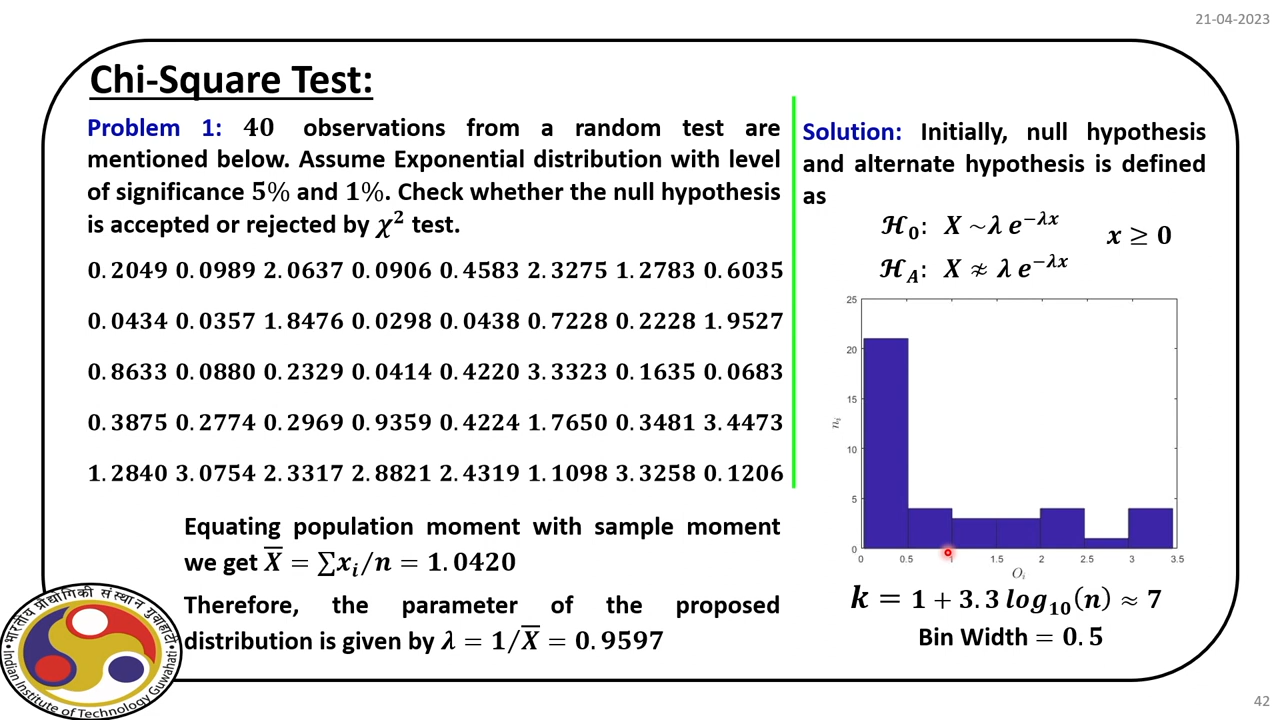 21-04-2023
Chi-Square Test:
Problem 1: 40 observations from a random test are
mentioned below. Assume Exponential distribution with level
of significance 5% and 1%. Check whether the null hypothesis
is accepted or rejected by χ² test.
0.2049 0.0989 2.0637 0.0906 0.4583 2.3275 1.2783 0.6035
0.0434 0.0357 1.8476 0.0298 0.0438 0.7228 0.2228 1.9527
0.8633 0.0880 0.2329 0.0414 0.4220 3.3323 0.1635 0.0683
0.3875 0.2774 0.2969 0.9359 0.4224 1.7650 0.3481 3.4473
1.2840 3.0754 2.3317 2.8821 2.4319 1.1098 3.3258 0.1206
Equating population moment with sample moment
we get X̅ = ∑xᵢ/n = 1.0420
Therefore, the parameter of the proposed
distribution is given by λ = 1/X̅ = 0.9597
Solution: Initially, null hypothesis
and alternate hypothesis is defined
as
ℋ₀: X ~λ e^{−λx}
x ≥ 0
ℋ_A: X ≁ λ e^{−λx}
25
20
15
10
5
0
nᵢ
0 0.5 1 1.5 2 2.5 3 3.5
Oᵢ
k = 1 + 3.3 log₁₀(n) ≈ 7
Bin Width = 0.5
भारतीय प्रौद्योगिकी संस्थान गुवाहाटी
Indian Institute of Technology Guwahati
42